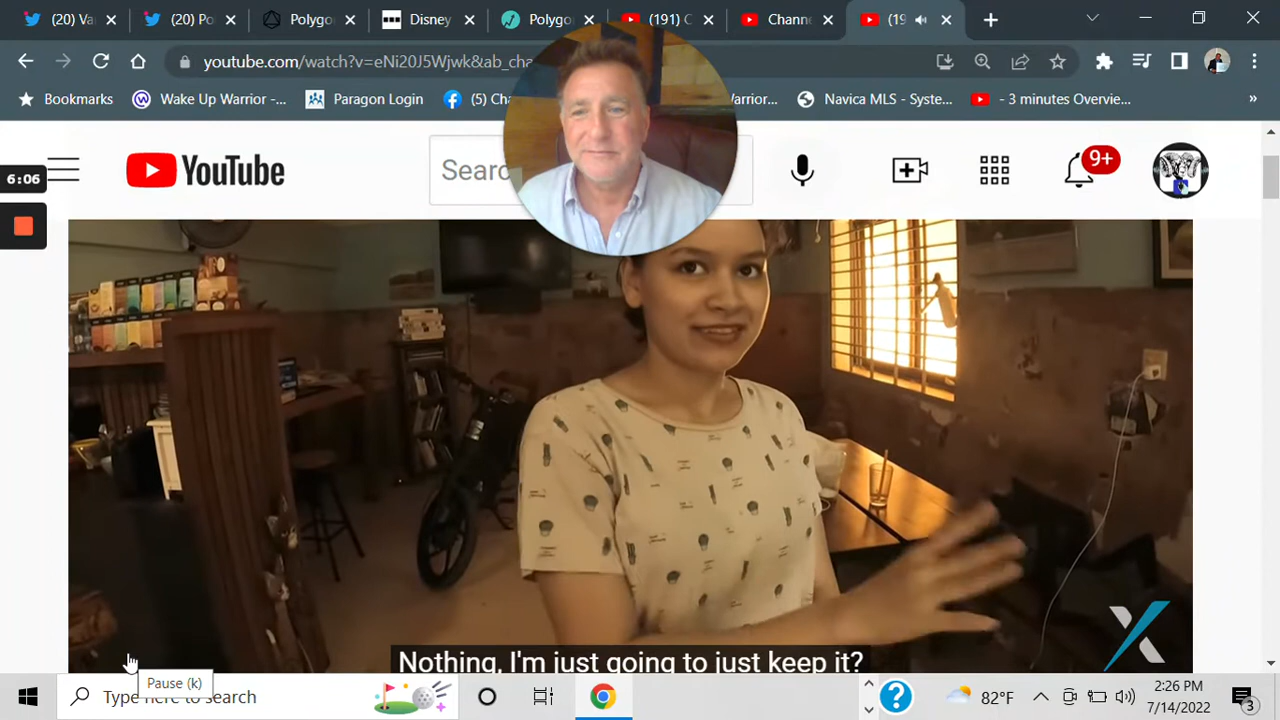 (20) Va
(20) Po
Polygo
Disney
Polygo
(191) C
Channe
(19
youtube.com/watch?v=eNi20J5Wjwk&ab_cha
Bookmarks
Wake Up Warrior -...
Paragon Login
(5) Ch
arrior...
Navica MLS - Syste...
- 3 minutes Overvie...
»
6:06
YouTube
Searc
9+
Nothing, I'm just going to just keep it?
Pause (k)
Type here to search
82°F
2:26 PM
7/14/2022
3